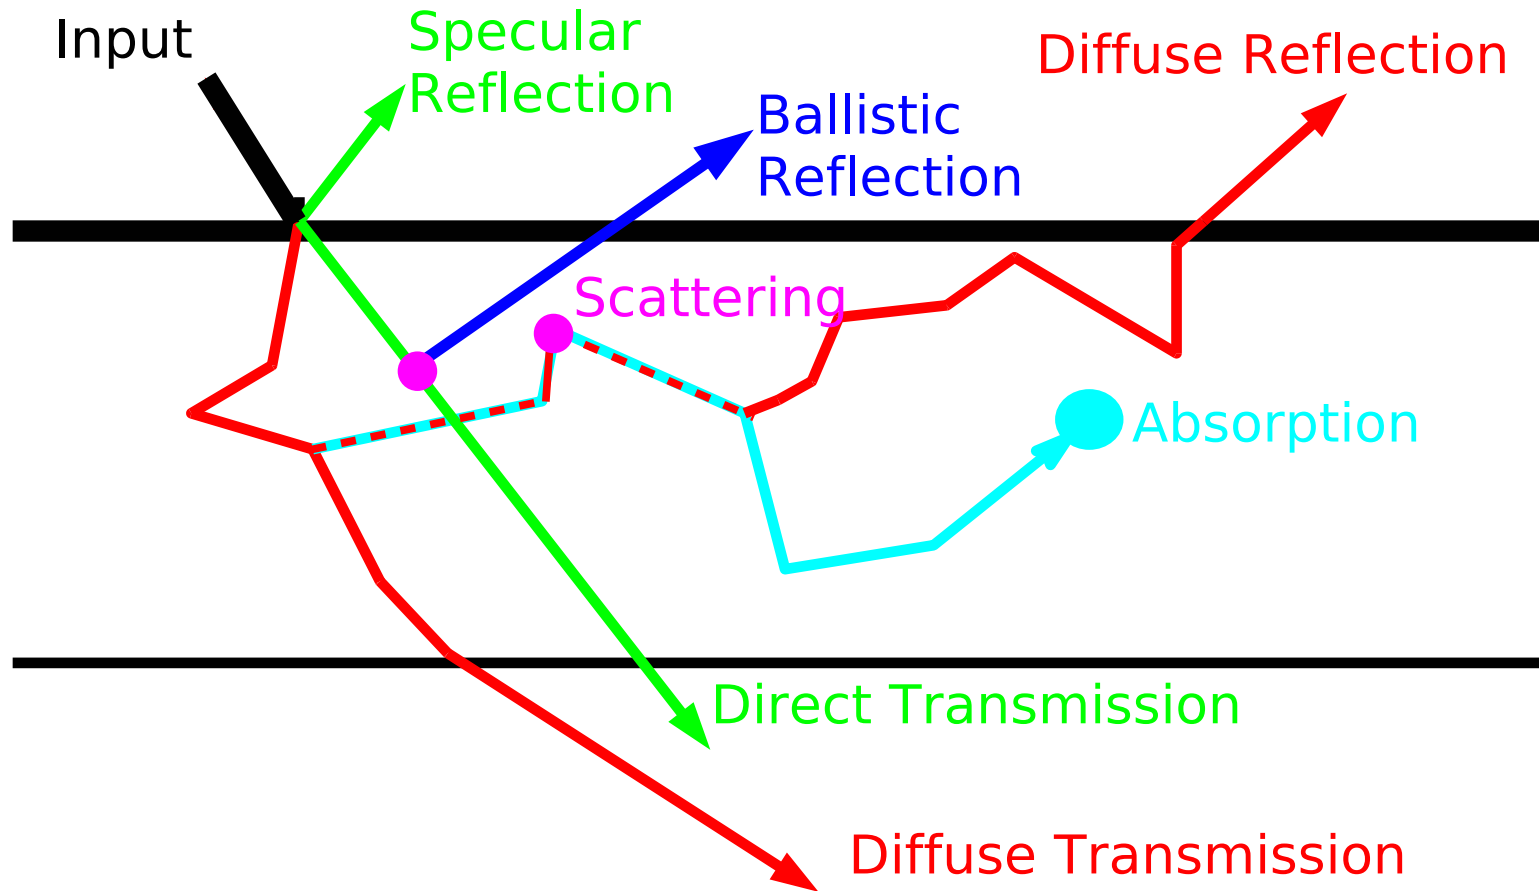 Input
Specular
Reflection
Ballistic
Reflection
Diffuse Reflection
Scattering
Absorption
Direct Transmission
Diffuse Transmission